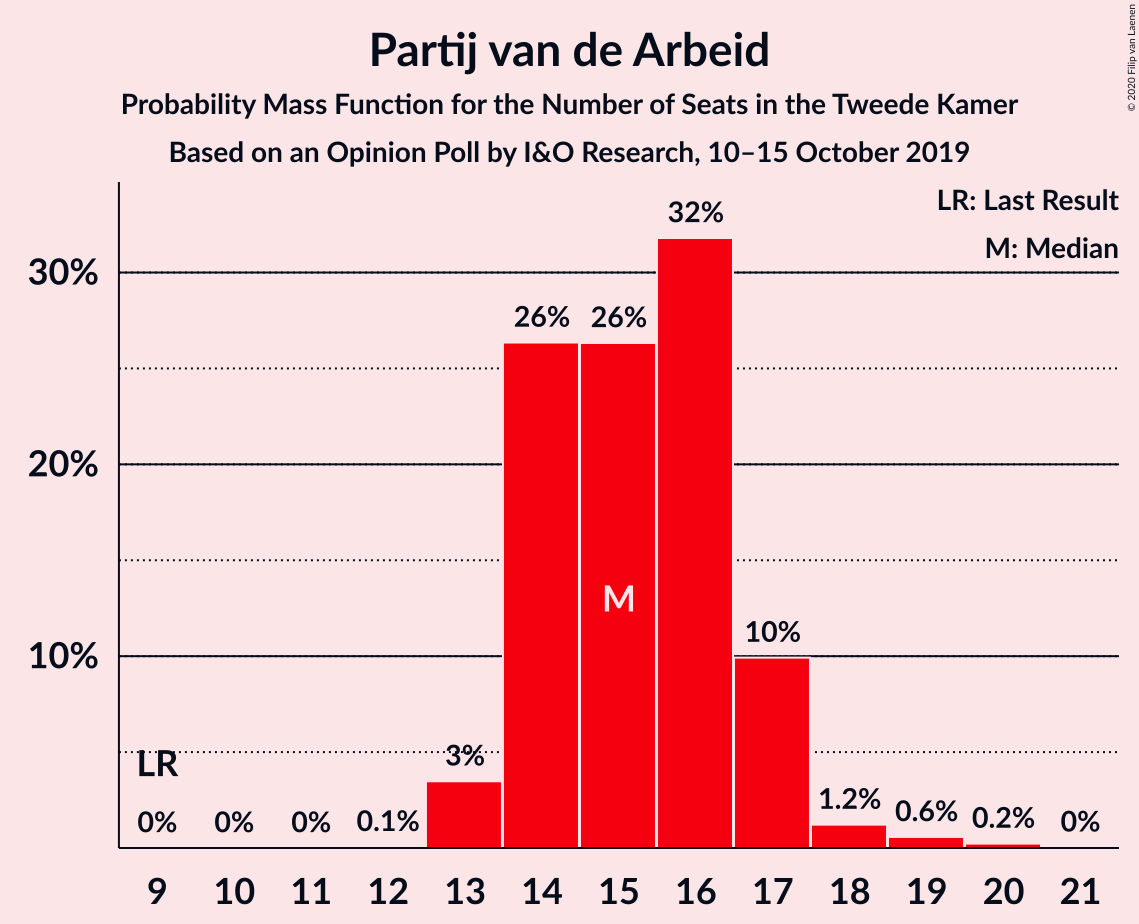 Partij van de Arbeid
Probability Mass Function for the Number of Seats in the Tweede Kamer
Based on an Opinion Poll by I&O Research, 10–15 October 2019
© 2020 Filip van Laenen
LR: Last Result
M: Median
30%
20%
10%
32%
26%
26%
M
10%
LR
3%
0%
0%
0%
0.1%
1.2%
0.6%
0.2%
0%
9 10 11 12 13 14 15 16 17 18 19 20 21